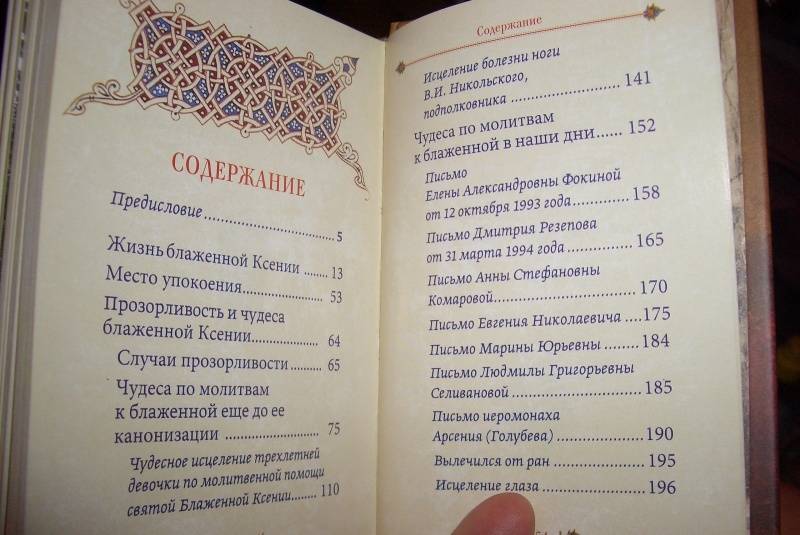 СОДЕРЖАНИЕ
Предисловие.................................. 5
Жизнь блаженной Ксении ........ 13
Место упокоения..................... 53
Прозорливость и чудеса
блаженной Ксении.................... 64
Случаи прозорливости........... 65
Чудеса по молитвам
к блаженной еще до ее
канонизации ....................... 75
Чудесное исцеление трехлетней
девочки по молитвенной помощи
святой Блаженной Ксении........ 110
Содержание
Исцеление болезни ноги
В.И. Никольского,
подполковника ....................... 141
Чудеса по молитвам
к блаженной в наши дни...... 152
Письмо
Елены Александровны Фокиной
от 12 октября 1993 года............. 158
Письмо Дмитрия Резепова
от 31 марта 1994 года .............. 165
Письмо Анны Стефановны
Комаровой............................... 170
Письмо Евгения Николаевича ....175
Письмо Марины Юрьевны ........ 184
Письмо Людмилы Григорьевны
Селивановой........................... 185
Письмо иеромонаха
Арсения (Голубева) .................. 190
Вылечился от ран .................... 195
Исцеление глаза ...................... 196